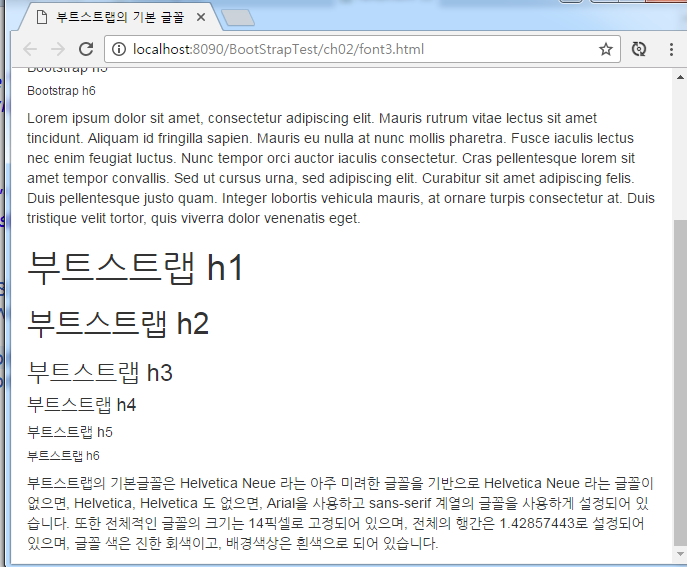 부트스트랩의 기본 글꼴
localhost:8090/BootStrapTest/ch02/font3.html
Bootstrap h5
Bootstrap h6
Lorem ipsum dolor sit amet, consectetur adipiscing elit. Mauris rutrum vitae lectus sit amet
tincidunt. Aliquam id fringilla sapien. Mauris eu nulla at nunc mollis pharetra. Fusce iaculis lectus
nec enim feugiat luctus. Nunc tempor orci auctor iaculis consectetur. Cras pellentesque lorem sit
amet tempor convallis. Sed ut cursus urna, sed adipiscing elit. Curabitur sit amet adipiscing felis.
Duis pellentesque justo quam. Integer lobortis vehicula mauris, at ornare turpis consectetur at. Duis
tristique velit tortor, quis viverra dolor venenatis eget.
부트스트랩 h1
부트스트랩 h2
부트스트랩 h3
부트스트랩 h4
부트스트랩 h5
부트스트랩 h6
부트스트랩의 기본글꼴은 Helvetica Neue 라는 아주 미려한 글꼴을 기반으로 Helvetica Neue 라는 글꼴이
없으면, Helvetica, Helvetica 도 없으면, Arial을 사용하고 sans-serif 계열의 글꼴을 사용하게 설정되어 있
습니다. 또한 전체적인 글꼴의 크기는 14픽셀로 고정되어 있으며, 전체의 행간은 1.42857443로 설정되어
있으며, 글꼴 색은 진한 회색이고, 배경색상은 흰색으로 되어 있습니다.